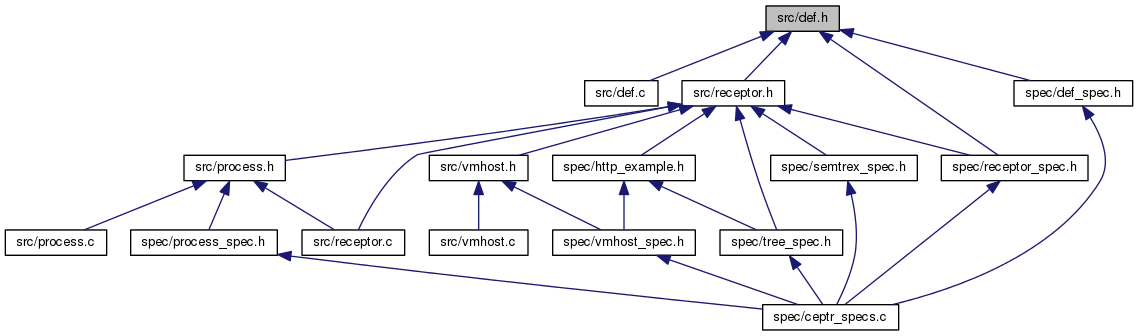 src/def.h
src/def.c
src/receptor.h
spec/def_spec.h
src/process.h
src/vmhost.h
spec/http_example.h
spec/semtrex_spec.h
spec/receptor_spec.h
src/process.c
spec/process_spec.h
src/receptor.c
src/vmhost.c
spec/vmhost_spec.h
spec/tree_spec.h
spec/ceptr_specs.c